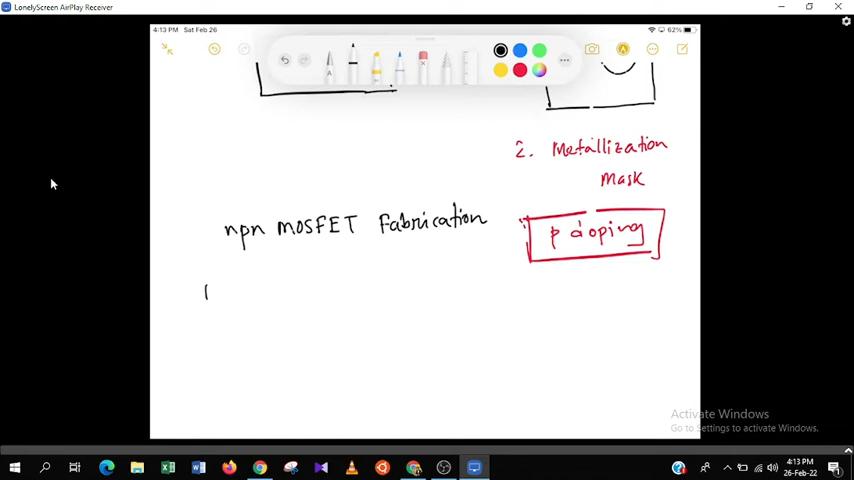 LonelyScreen AirPlay Receiver
4:13 PM Sat Feb 26
62%
A
2. Metallization
Mask
npn MOSFET Fabrication
p doping
Activate Windows
Go to Settings to activate Windows.
4:13 PM
26-Feb-22